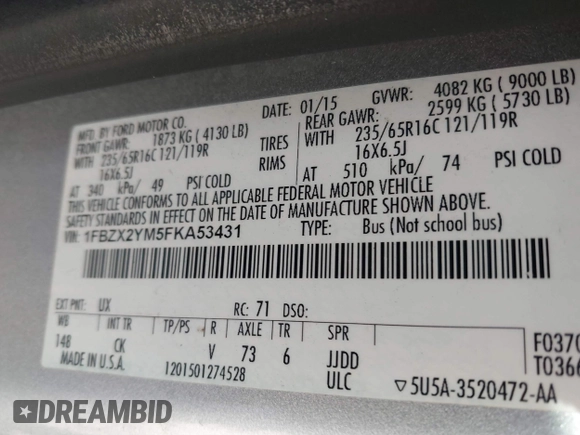 MFD. BY FORD MOTOR CO.
DATE: 01/15 GVWR: 4082 KG ( 9000 LB)
FRONT GAWR: 1873 KG ( 4130 LB) REAR GAWR: 2599 KG ( 5730 LB)
WITH 235/65R16C 121/119R TIRES WITH 235/65R16C 121/119R
16X6.5J RIMS 16X6.5J
AT 340 kPa/ 49 PSI COLD AT 510 kPa/ 74 PSI COLD
THIS VEHICLE CONFORMS TO ALL APPLICABLE FEDERAL MOTOR VEHICLE
SAFETY STANDARDS IN EFFECT ON THE DATE OF MANUFACTURE SHOWN ABOVE.
VIN: 1FBZX2YM5FKA53431
TYPE: Bus (Not school bus)
EXT PNT: UX RC: 71 DSO:
WB INT TR TP/PS R AXLE TR SPR
148 CK V 73 6 JJDD
MADE IN U.S.A. 1201501274528 ULC
F0370
T0366
▽5U5A-3520472-AA
DREAMBID
WE DELIVER QUALITY